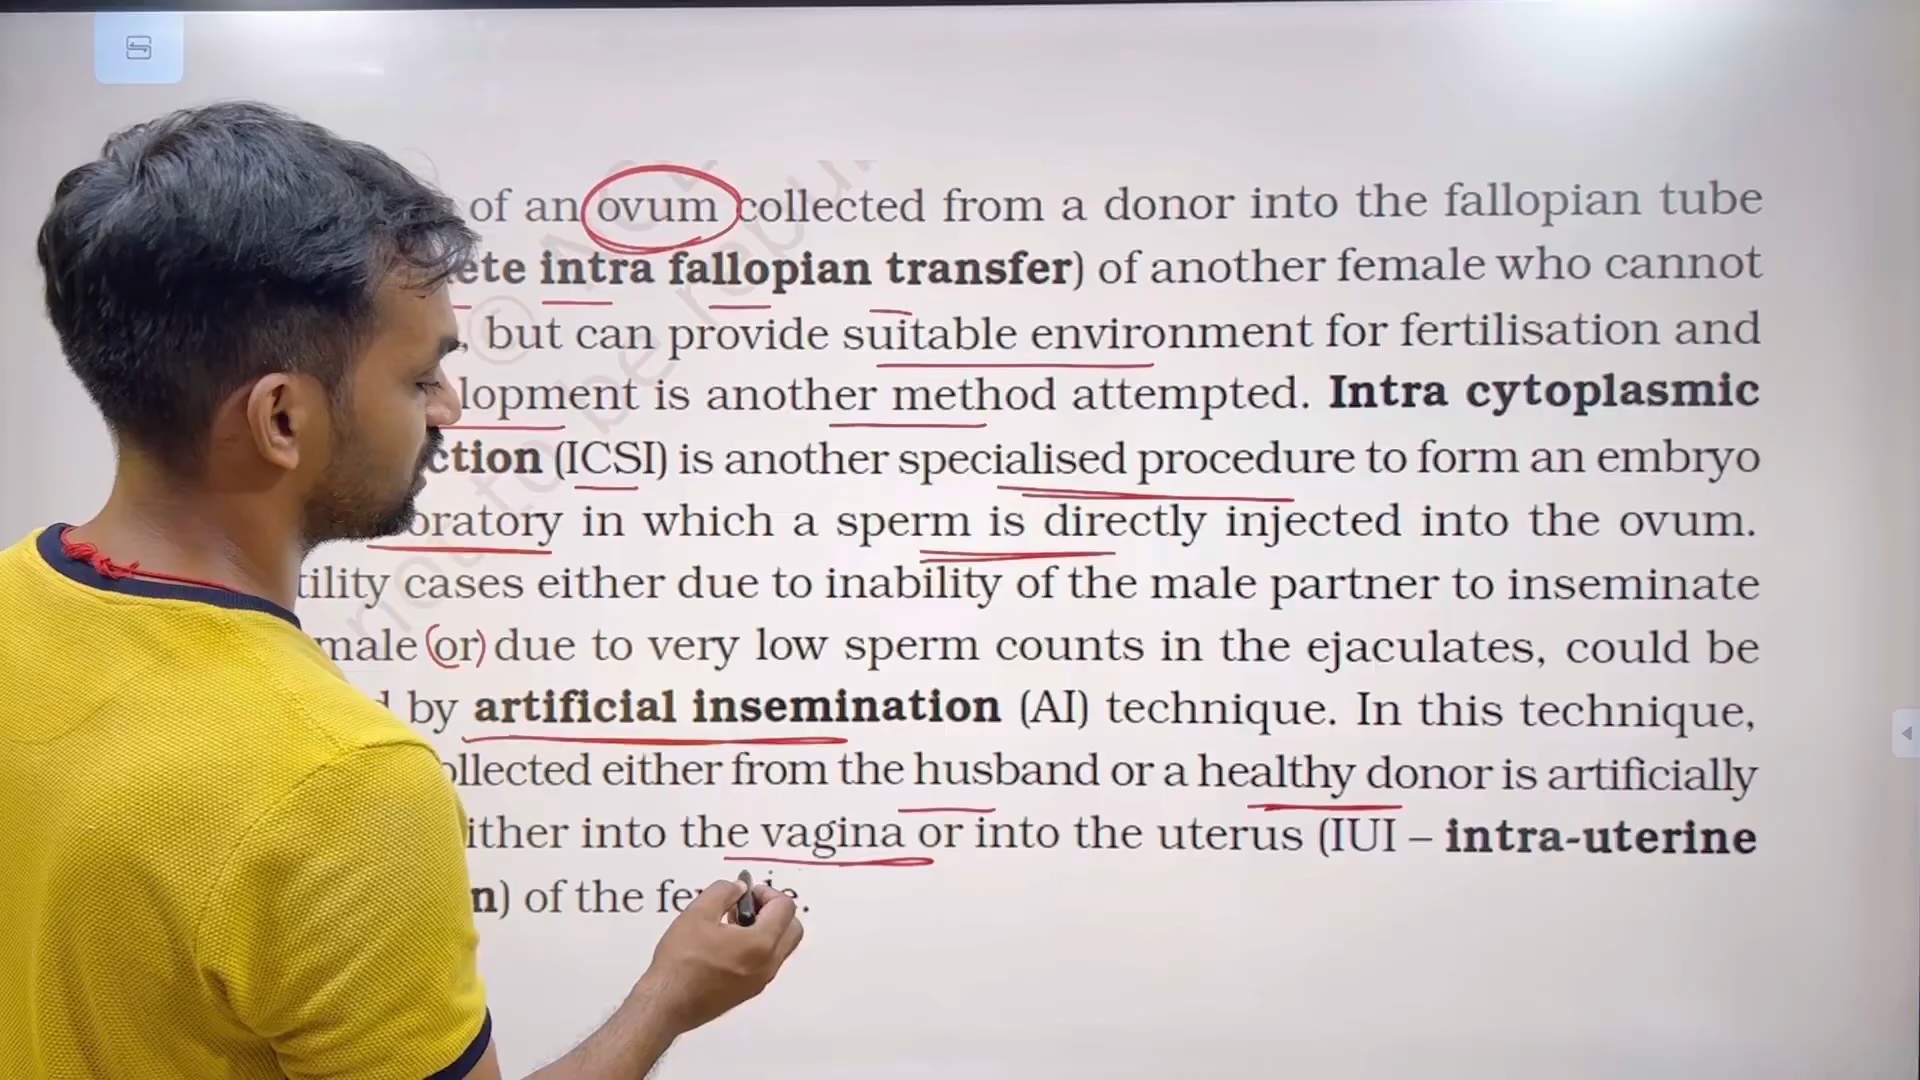 of an ovum collected from a donor into the fallopian tube
ete intra fallopian transfer) of another female who cannot
, but can provide suitable environment for fertilisation and
lopment is another method attempted. Intra cytoplasmic
ction (ICSI) is another specialised procedure to form an embryo
oratory in which a sperm is directly injected into the ovum.
tility cases either due to inability of the male partner to inseminate
male (or) due to very low sperm counts in the ejaculates, could be
by artificial insemination (AI) technique. In this technique,
ollected either from the husband or a healthy donor is artificially
ither into the vagina or into the uterus (IUI – intra-uterine
n) of the fe
not to be repu